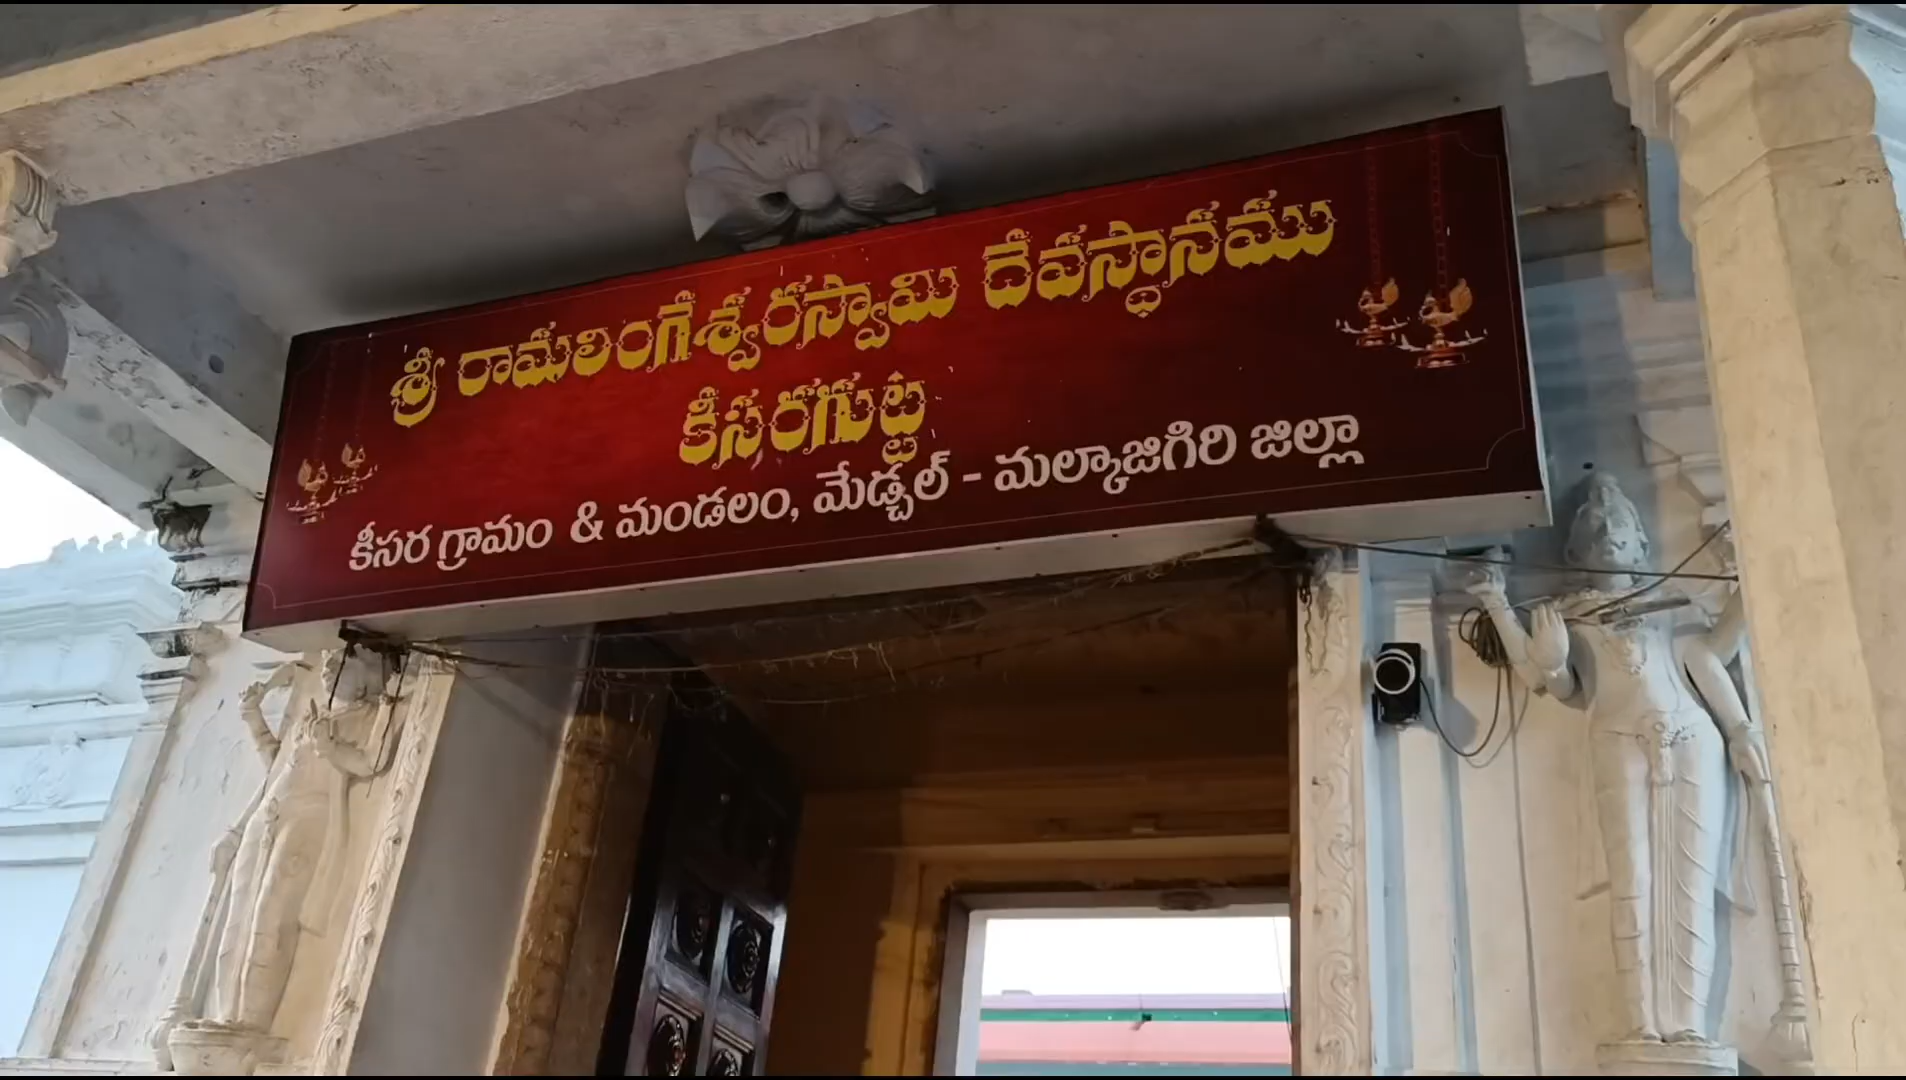 శ్రీ రామలింగేశ్వరస్వామి దేవస్థానము
కీసరగుట్ట
కీసర గ్రామం & మండలం, మేడ్చల్ - మల్కాజిగిరి జిల్లా